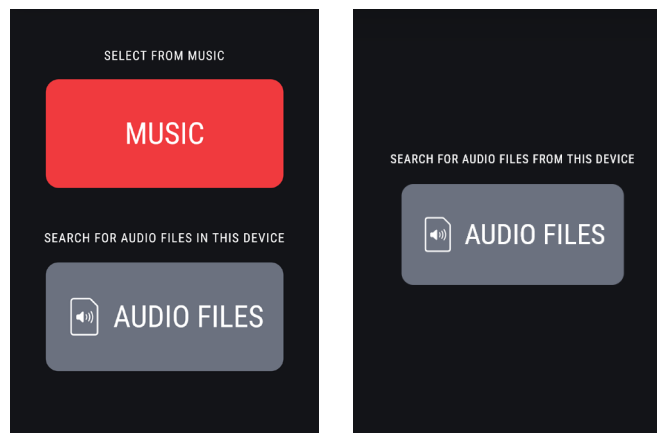 SELECT FROM MUSIC
MUSIC
SEARCH FOR AUDIO FILES IN THIS DEVICE
AUDIO FILES
SEARCH FOR AUDIO FILES FROM THIS DEVICE
AUDIO FILES